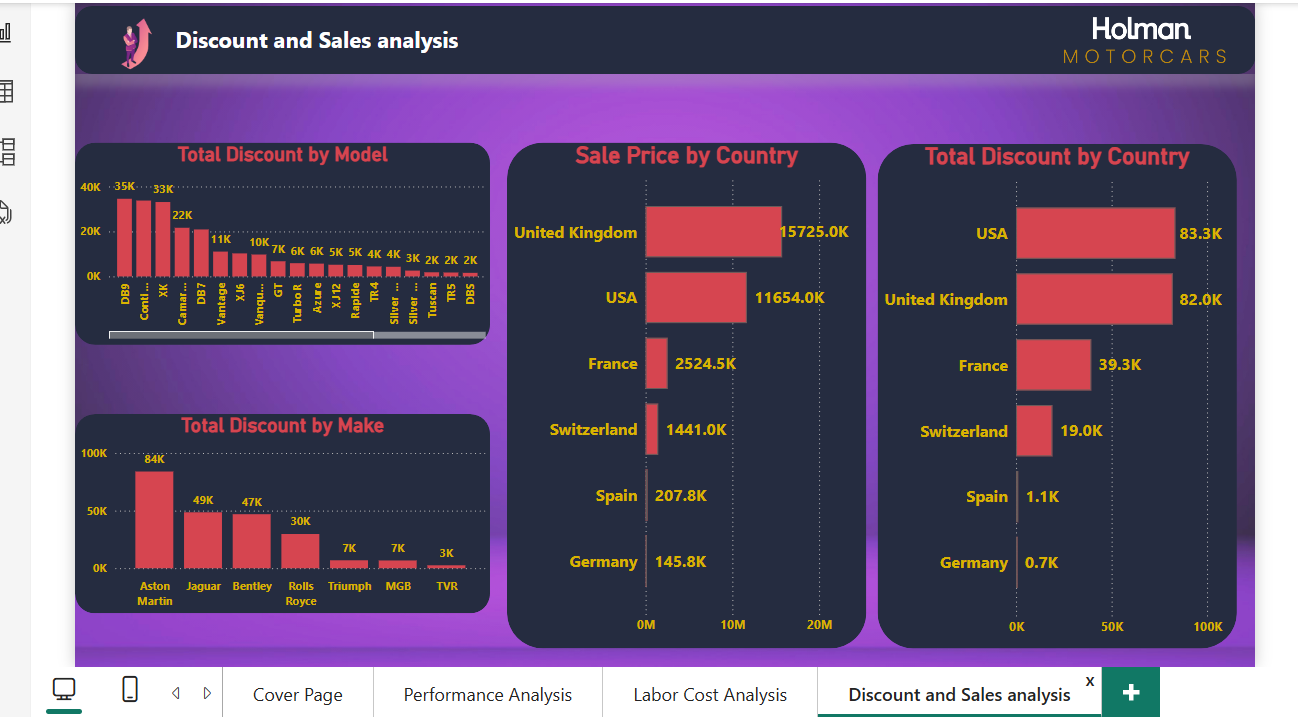 Discount and Sales analysis
Holman
MOTORCARS
Total Discount by Model
40K
20K
0K
35K
33K
22K
11K
10K
7K
6K
6K
5K
5K
4K
4K
3K
2K
2K
2K
DB9
Conti...
XK
Camar...
DB7
Vantage
XJ6
Vanqu...
GT
Turbo R
Azure
XJ12
Rapide
TR4
Silver ...
Silver ...
Tuscan
TR5
DBS
Total Discount by Make
100K
50K
0K
84K
49K
47K
30K
7K
7K
3K
Aston
Martin
Jaguar
Bentley
Rolls
Royce
Triumph
MGB
TVR
Sale Price by Country
United Kingdom 15725.0K
USA 11654.0K
France 2524.5K
Switzerland 1441.0K
Spain 207.8K
Germany 145.8K
0M 10M 20M
Total Discount by Country
USA 83.3K
United Kingdom 82.0K
France 39.3K
Switzerland 19.0K
Spain 1.1K
Germany 0.7K
0K 50K 100K
Cover Page
Performance Analysis
Labor Cost Analysis
Discount and Sales analysis
x
+